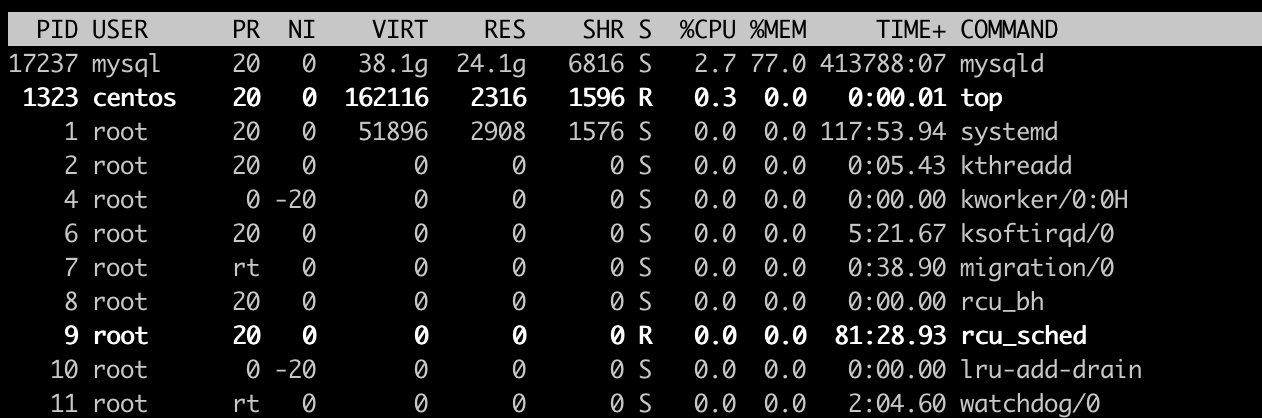 PID USER PR NI VIRT RES SHR S %CPU %MEM TIME+ COMMAND
17237 mysql 20 0 38.1g 24.1g 6816 S 2.7 77.0 413788:07 mysqld
1323 centos 20 0 162116 2316 1596 R 0.3 0.0 0:00.01 top
1 root 20 0 51896 2908 1576 S 0.0 0.0 117:53.94 systemd
2 root 20 0 0 0 0 S 0.0 0.0 0:05.43 kthreadd
4 root 0 -20 0 0 0 S 0.0 0.0 0:00.00 kworker/0:0H
6 root 20 0 0 0 0 S 0.0 0.0 5:21.67 ksoftirqd/0
7 root rt 0 0 0 0 S 0.0 0.0 0:38.90 migration/0
8 root 20 0 0 0 0 S 0.0 0.0 0:00.00 rcu_bh
9 root 20 0 0 0 0 R 0.0 0.0 81:28.93 rcu_sched
10 root 0 -20 0 0 0 S 0.0 0.0 0:00.00 lru-add-drain
11 root rt 0 0 0 0 S 0.0 0.0 2:04.60 watchdog/0